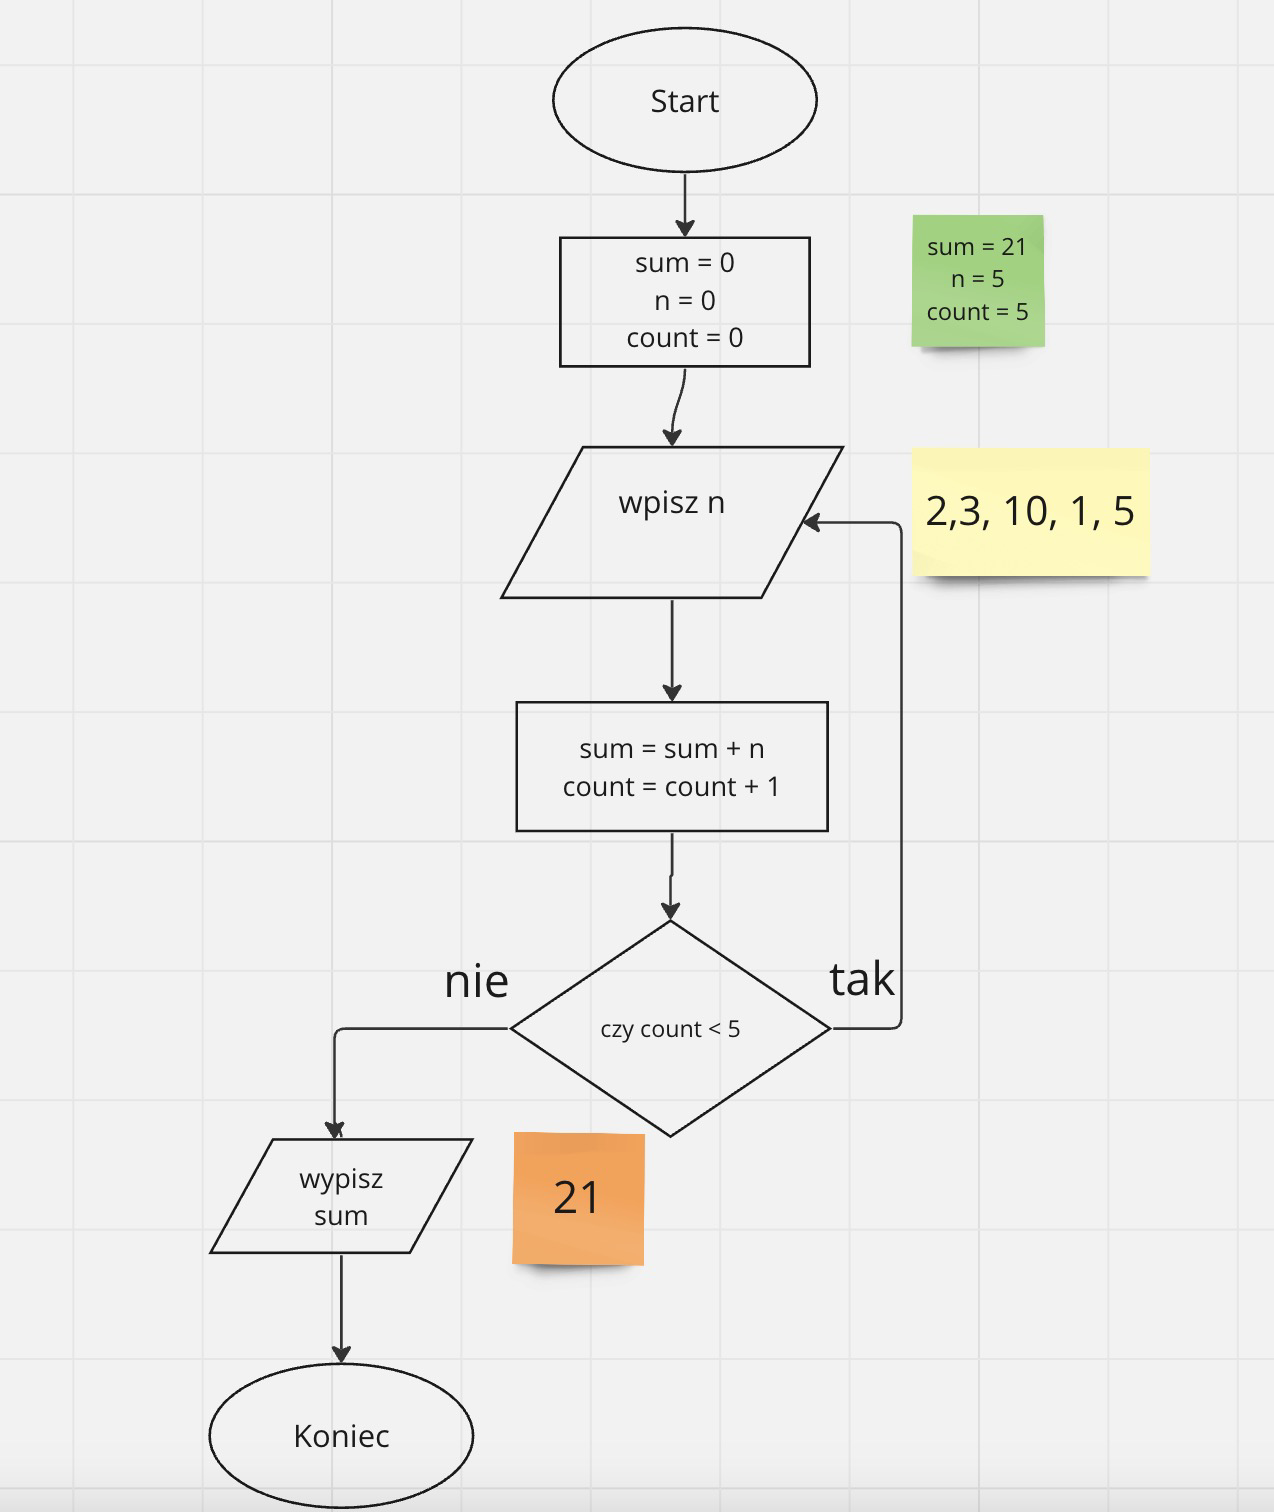 Start
sum = 0
n = 0
count = 0
sum = 21
n = 5
count = 5
wpisz n
2,3, 10, 1, 5
sum = sum + n
count = count + 1
nie
tak
czy count < 5
wypisz
sum
21
Koniec